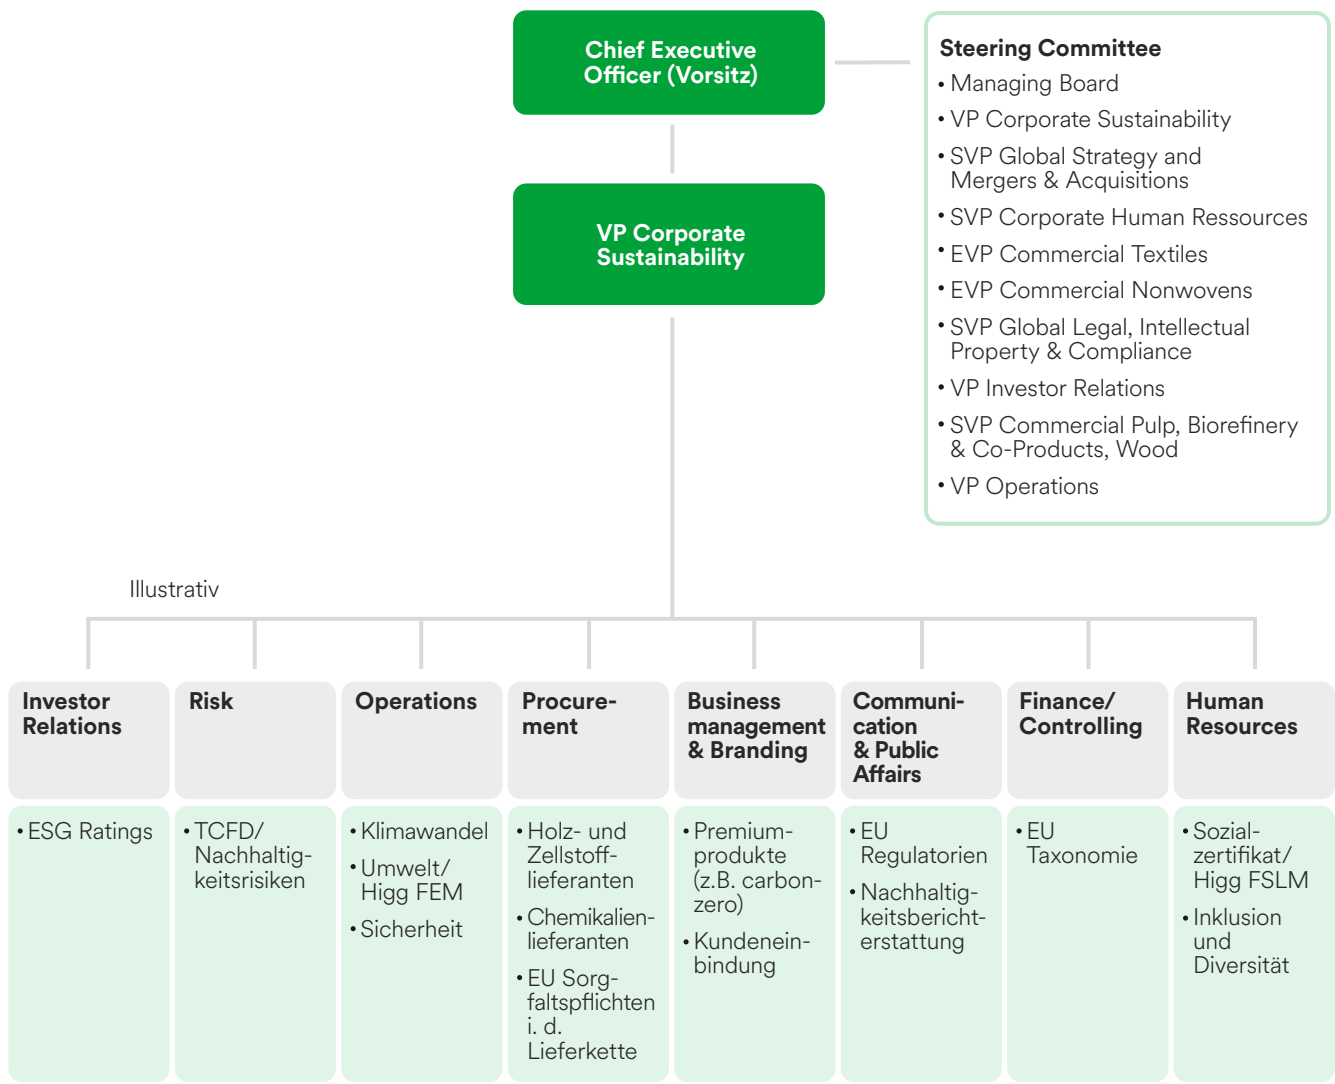 Chief Executive
Officer (Vorsitz)
VP Corporate
Sustainability
Steering Committee
• Managing Board
• VP Corporate Sustainability
• SVP Global Strategy and
Mergers & Acquisitions
• SVP Corporate Human Ressources
• EVP Commercial Textiles
• EVP Commercial Nonwovens
• SVP Global Legal, Intellectual
Property & Compliance
• VP Investor Relations
• SVP Commercial Pulp, Biorefinery
& Co-Products, Wood
• VP Operations
Illustrativ
Investor
Relations
• ESG Ratings
Risk
• TCFD/
Nachhaltig-
keitsrisiken
Operations
• Klimawandel
• Umwelt/
Higg FEM
• Sicherheit
Procure-
ment
• Holz- und
Zellstoff-
lieferanten
• Chemikalien-
lieferanten
• EU Sorg-
faltspflichten
i. d.
Lieferkette
Business
management
& Branding
• Premium-
produkte
(z.B. carbon-
zero)
• Kundenein-
bindung
Communi-
cation
& Public
Affairs
• EU
Regulatorien
• Nachhaltig-
keitsbericht-
erstattung
Finance/
Controlling
• EU
Taxonomie
Human
Resources
• Sozial-
zertifikat/
Higg FSLM
• Inklusion
und
Diversität